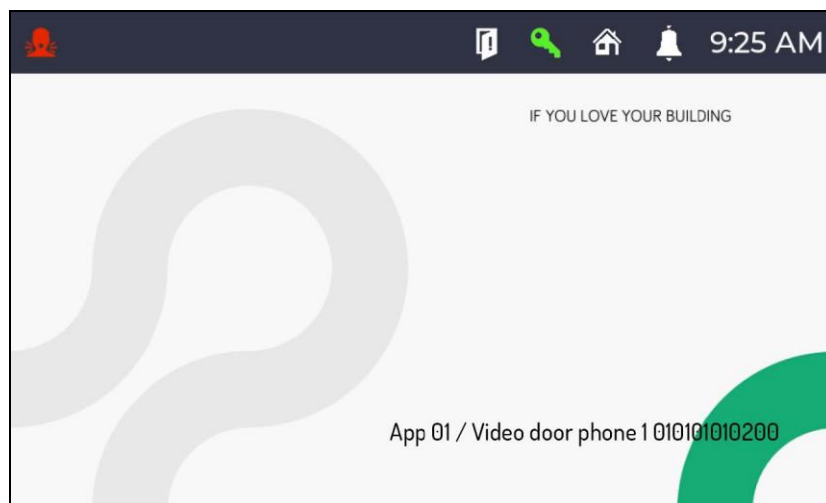 9:25 AM
IF YOU LOVE YOUR BUILDING
App 01 / Video door phone 1 010101010200